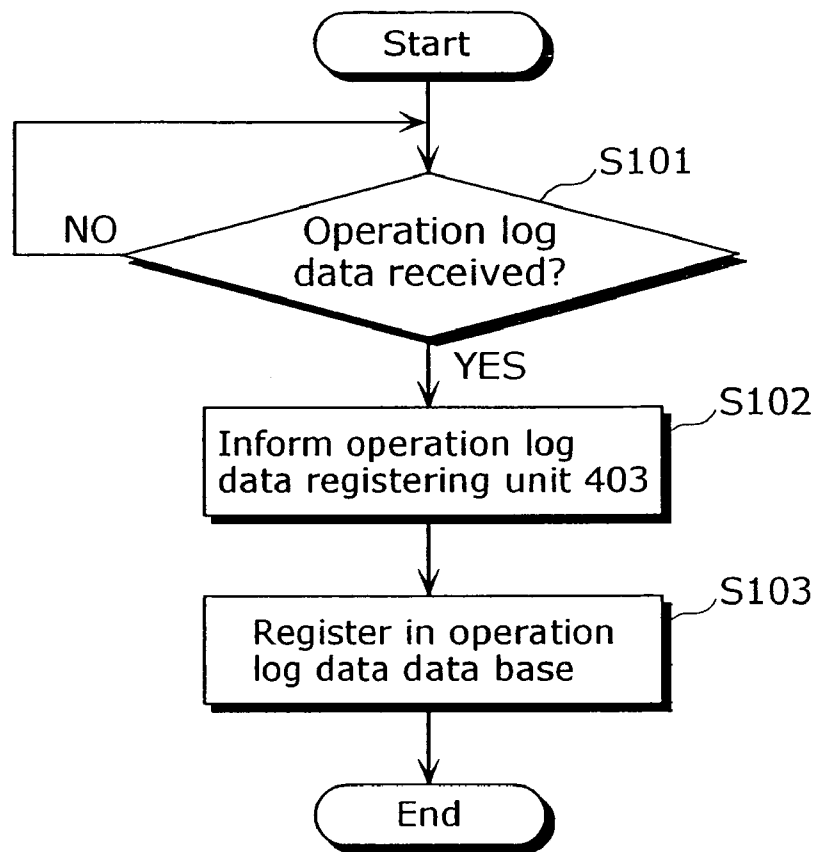 Start
S101
NO
Operation log
data received?
YES
S102
Inform operation log
data registering unit 403
S103
Register in operation
log data data base
End